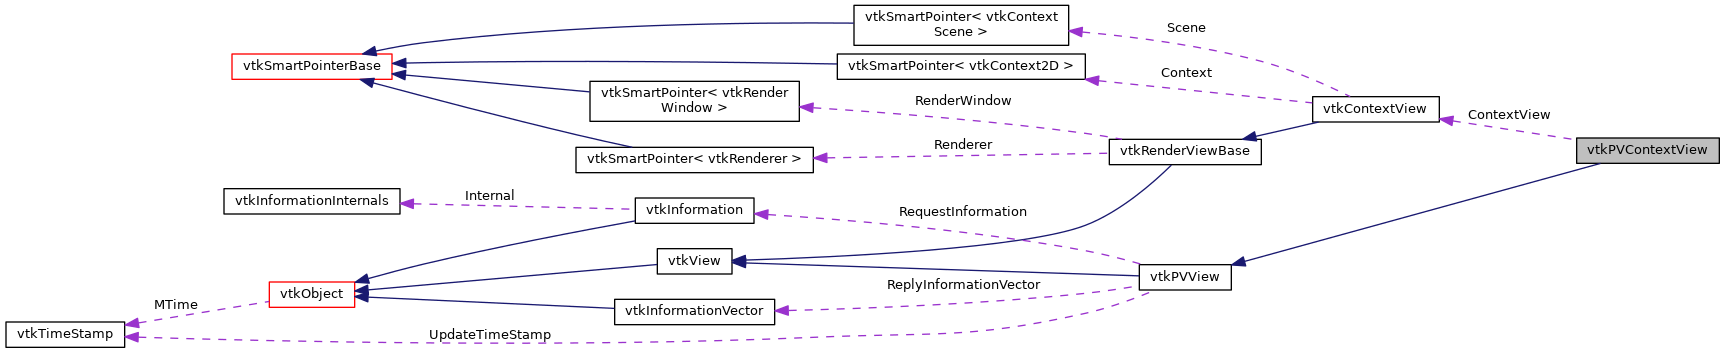 vtkSmartPointer< vtkContext
Scene >
Scene
vtkSmartPointerBase
vtkSmartPointer< vtkContext2D >
Context
vtkSmartPointer< vtkRender
Window >
RenderWindow
vtkContextView
ContextView
vtkPVContextView
Renderer
vtkRenderViewBase
vtkSmartPointer< vtkRenderer >
vtkInformationInternals
Internal
vtkInformation
RequestInformation
vtkView
vtkPVView
vtkObject
ReplyInformationVector
MTime
vtkInformationVector
vtkTimeStamp
UpdateTimeStamp